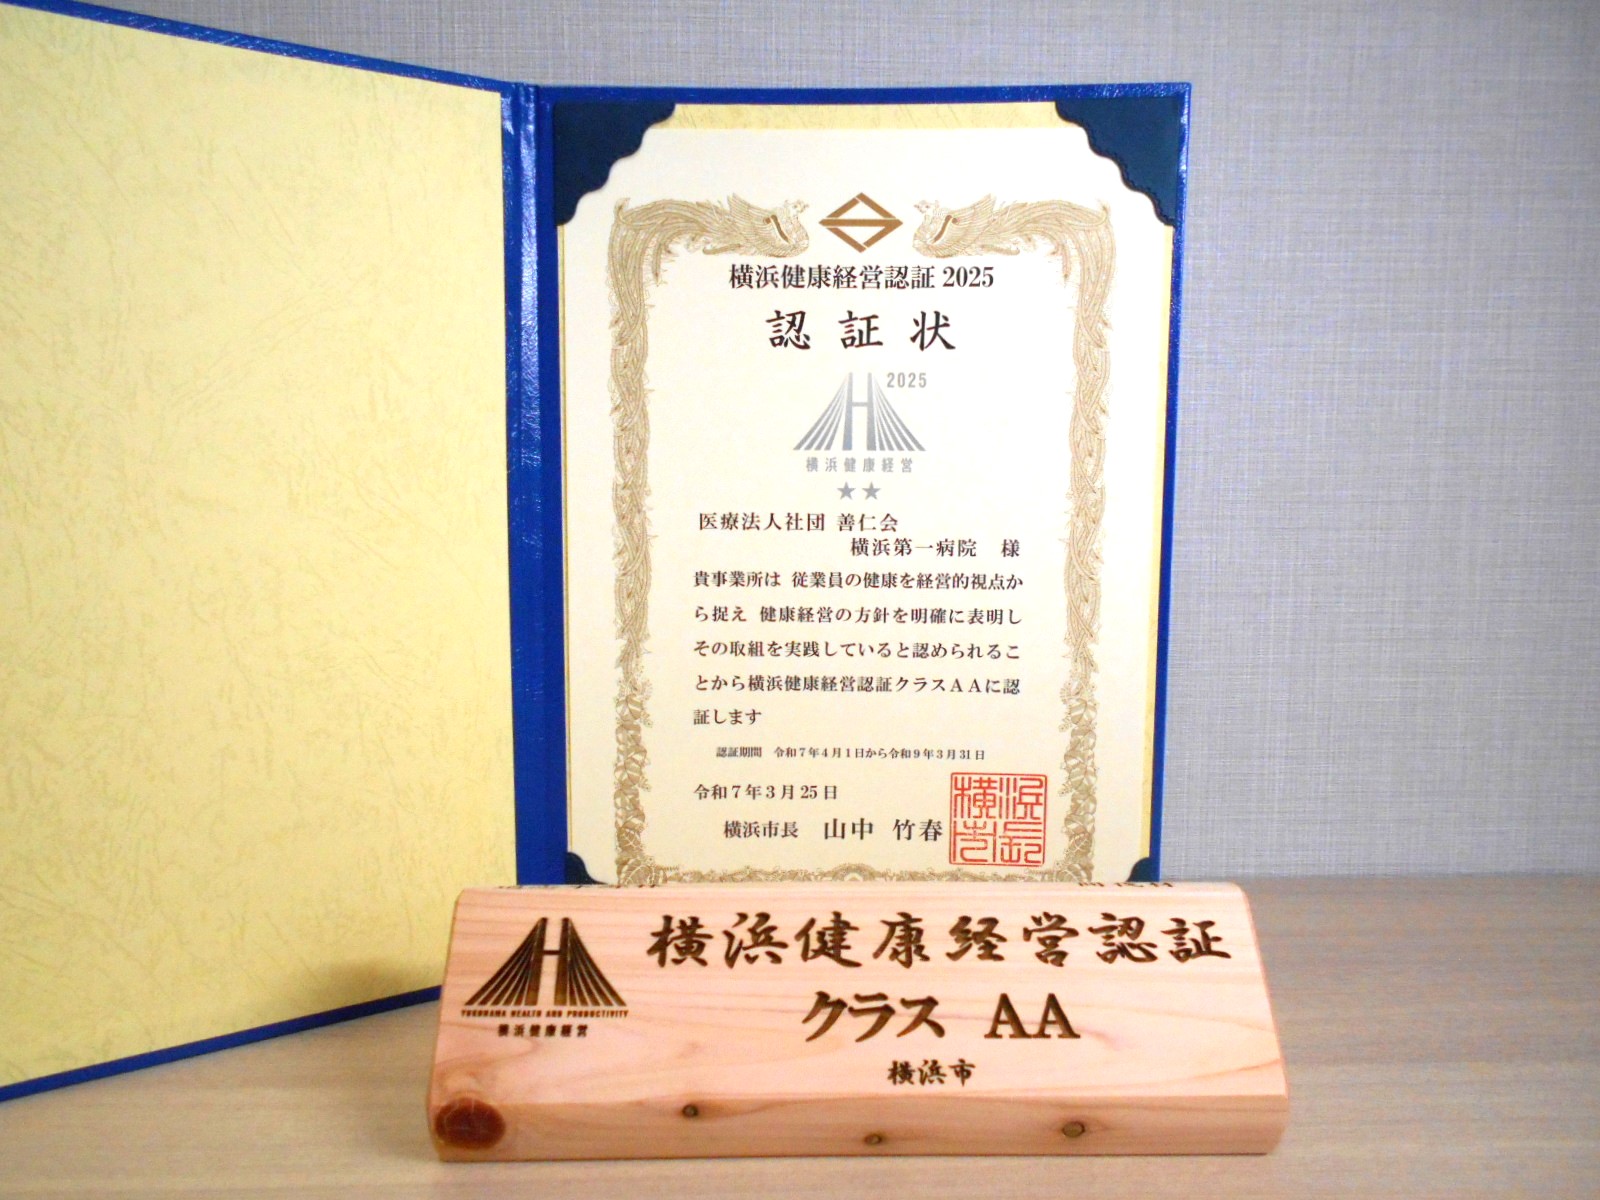 横浜健康経営認証 2025
認証状
2025
横浜健康経営
★★
医療法人社団 善仁会
横浜第一病院 様
貴事業所は 従業員の健康を経営的視点か
ら捉え 健康経営の方針を明確に表明し
その取組を実践していると認められるこ
とから横浜健康経営認証クラスAAに認
証します
認証期間 令和7年4月1日から令和9年3月31日
令和7年3月25日
横浜市長 山中 竹春
横浜市長
横浜健康経営認証
クラス AA
横浜市
YOKOHAMA HEALTH AND PRODUCTIVITY
横浜健康経営